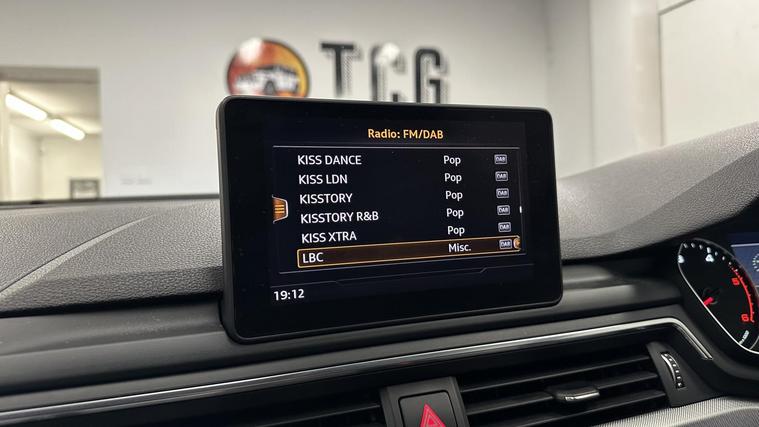 TCG
Radio: FM/DAB
KISS DANCE Pop DAB
KISS LDN Pop DAB
KISSTORY Pop DAB
KISSTORY R&B Pop DAB
KISS XTRA Pop DAB
LBC Misc. DAB
19:12